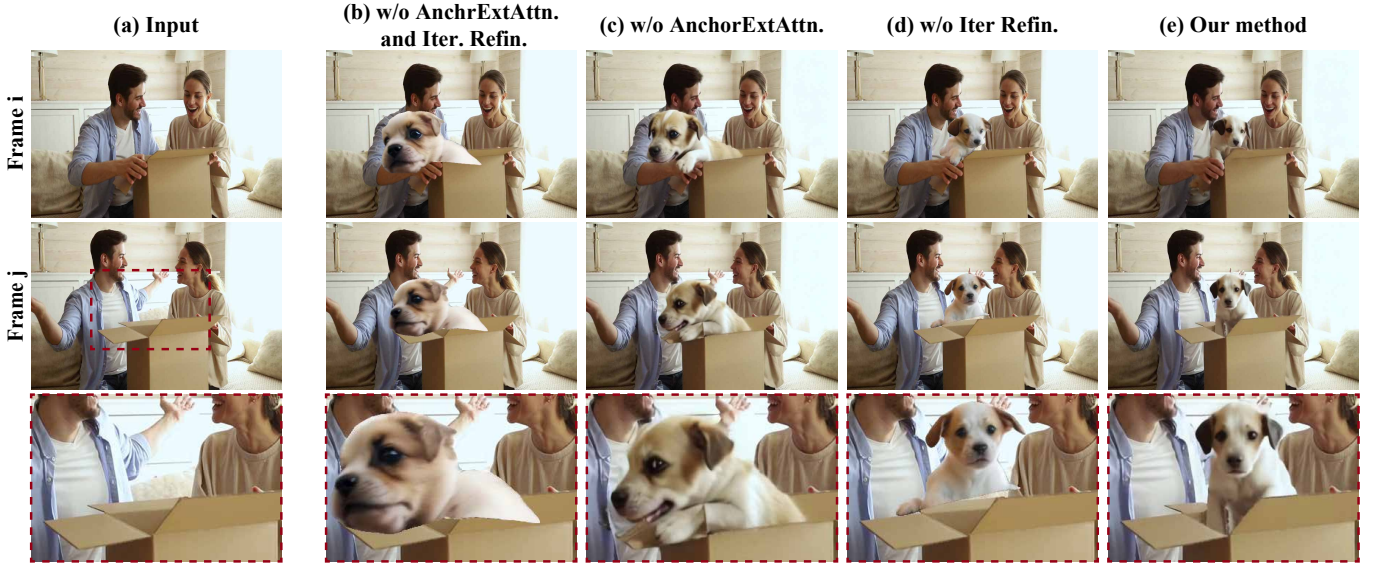 (a) Input
(b) w/o AnchrExtAttn.
and Iter. Refin.
(c) w/o AnchorExtAttn.
(d) w/o Iter Refin.
(e) Our method
Frame i
Frame j